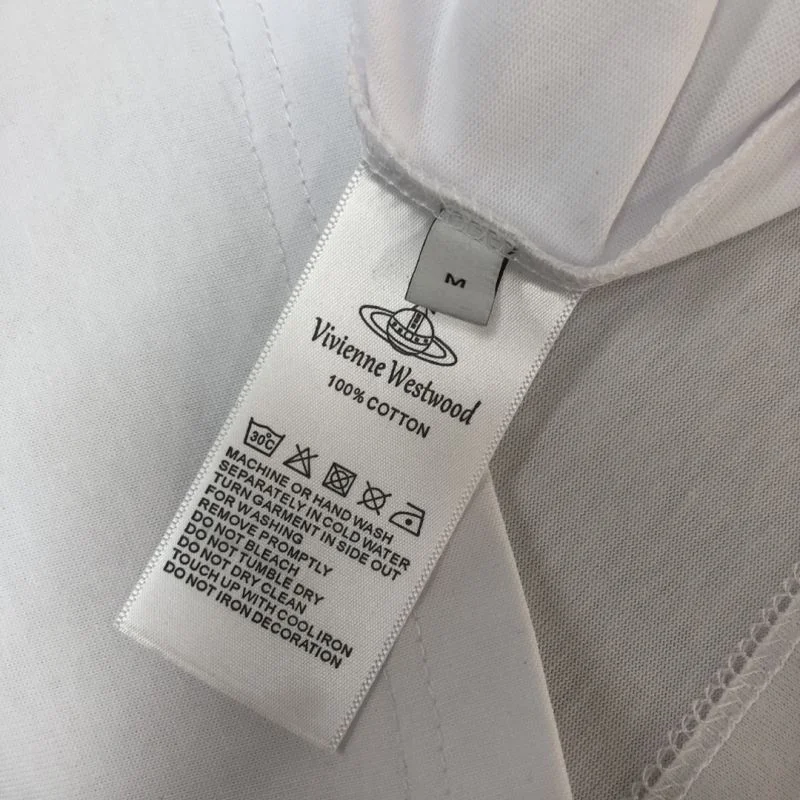 M
Vivienne Westwood
100% COTTON
30°C
MACHINE OR HAND WASH
SEPARATELY IN COLD WATER
TURN GARMENT IN SIDE OUT
FOR WASHING
REMOVE PROMPTLY
DO NOT BLEACH
DO NOT TUMBLE DRY
DO NOT DRY CLEAN
TOUCH UP WITH COOL IRON
DO NOT IRON DECORATION